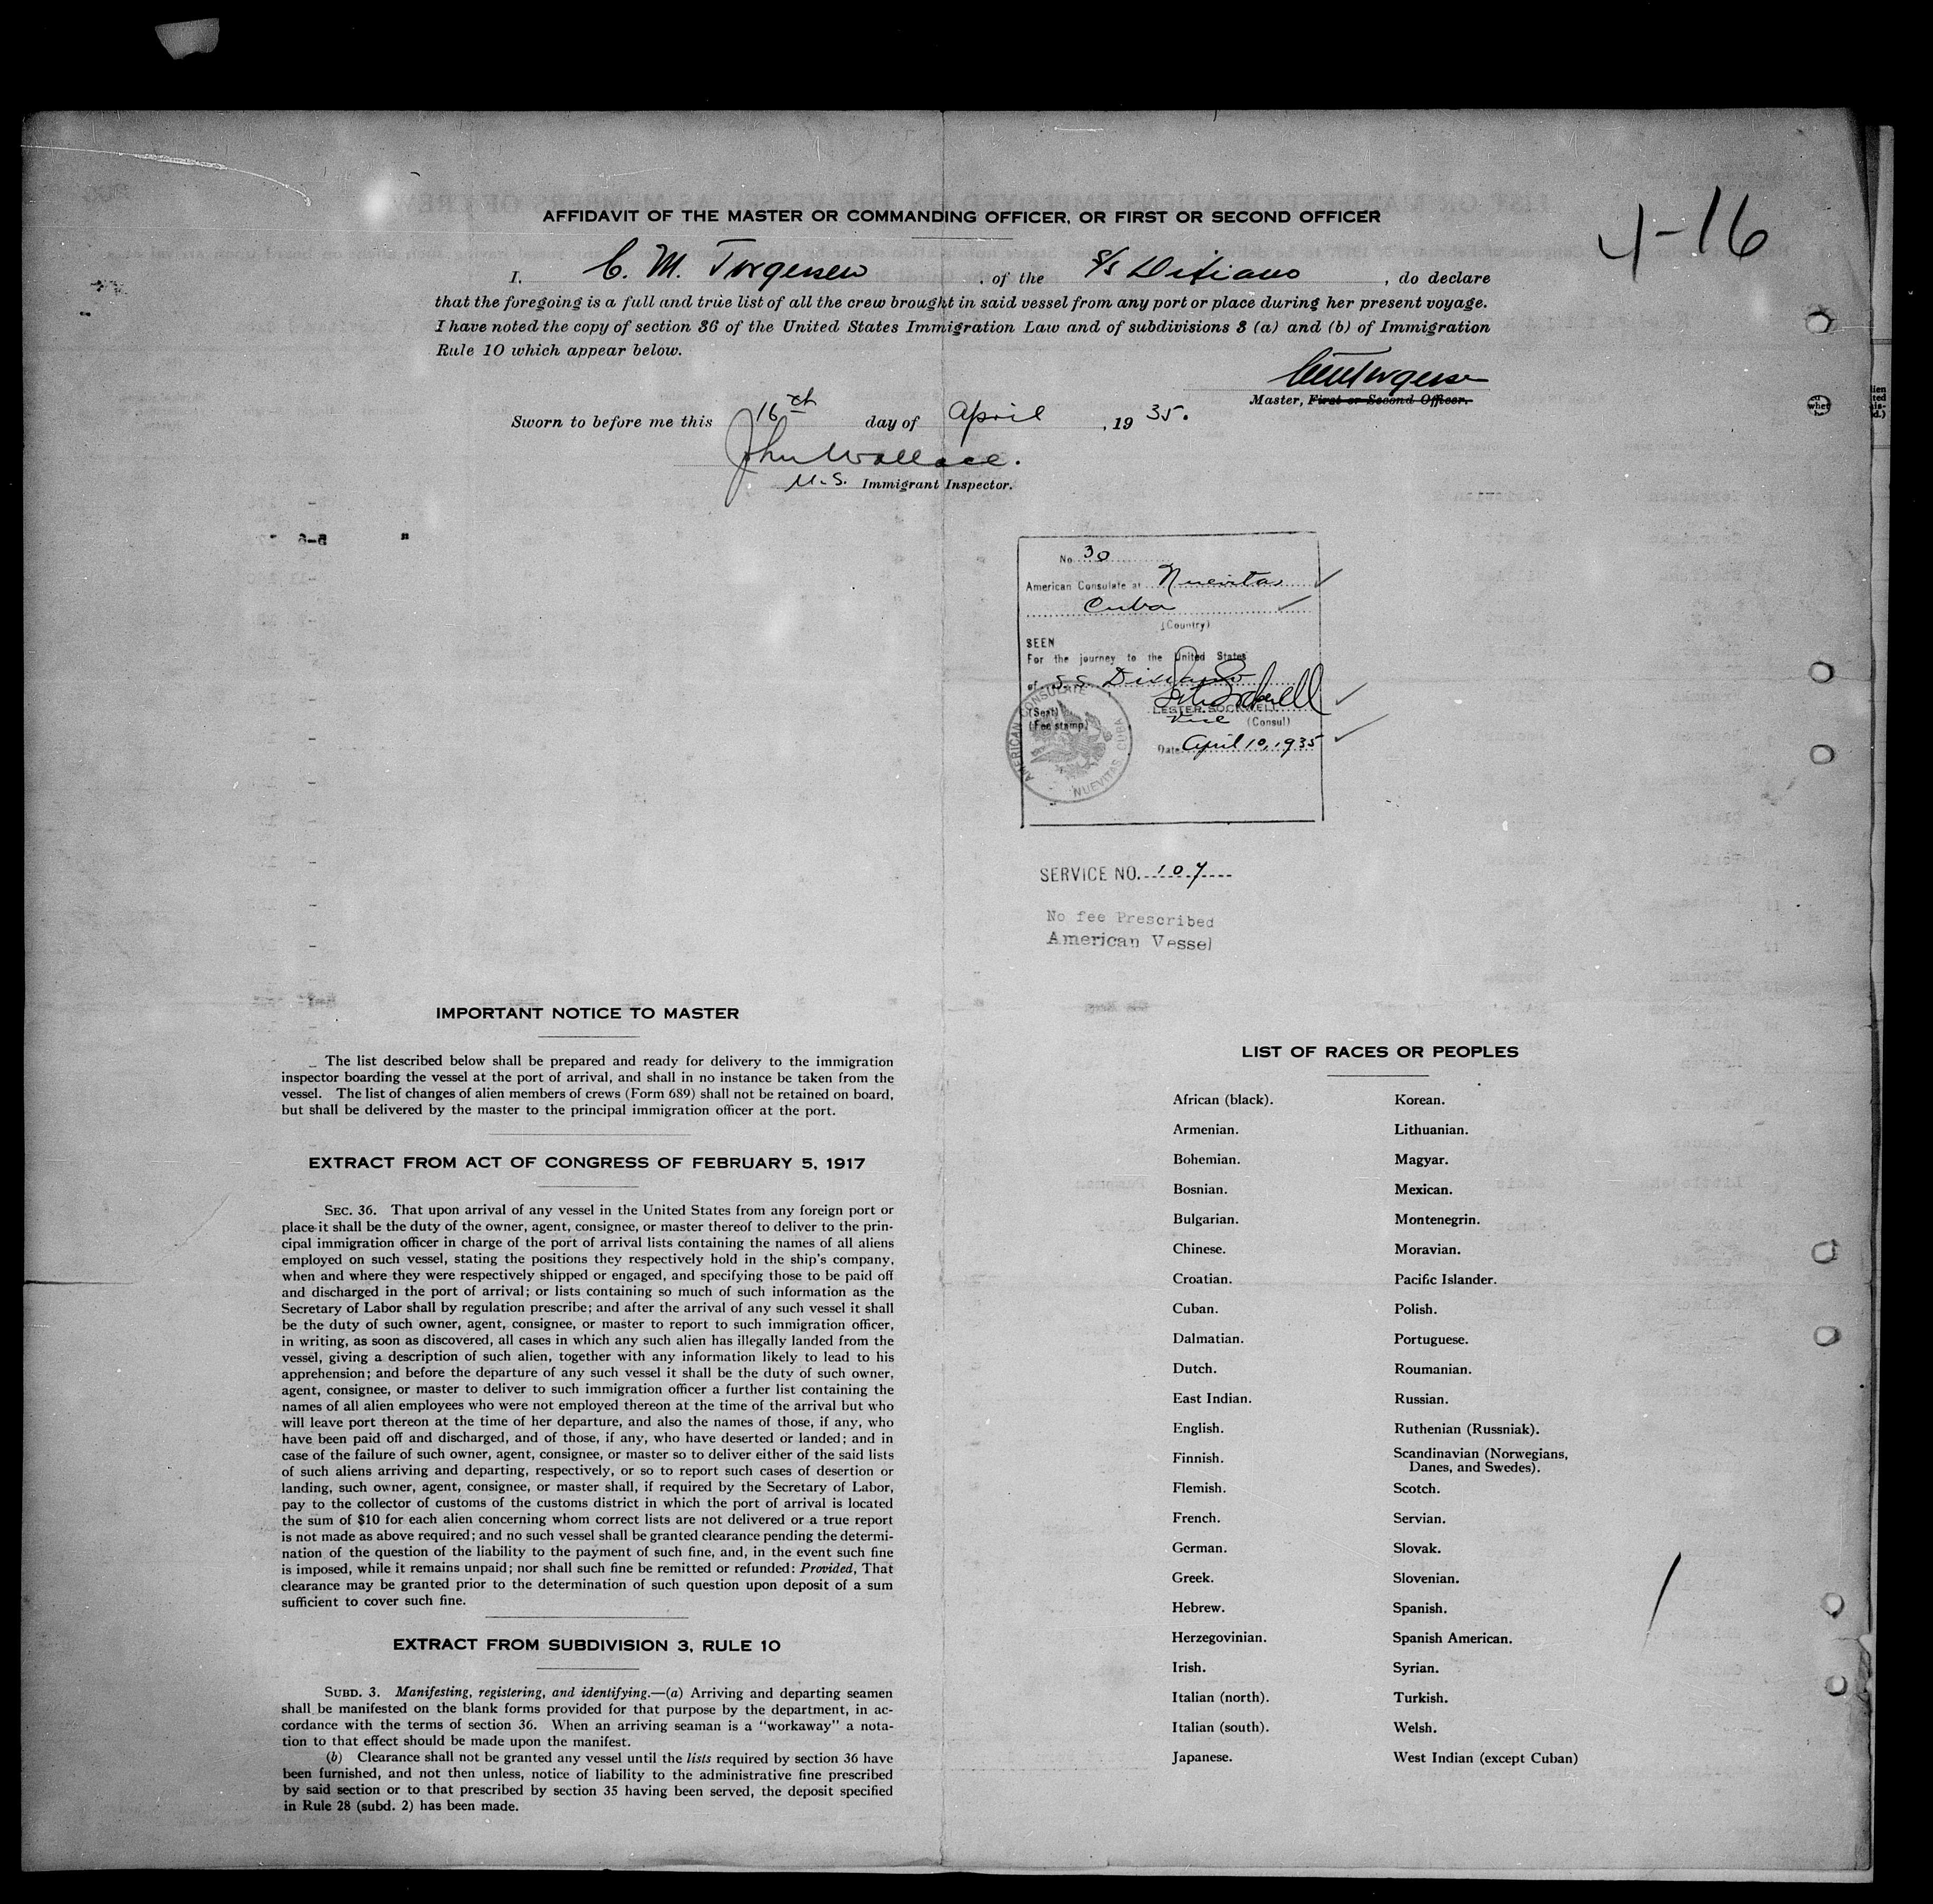 AFFIDAVIT OF THE MASTER OR COMMANDING OFFICER, OR FIRST OR SECOND OFFICER
4-16
I, C. M. Torgersen, of the S/S Dixiano, do declare
that the foregoing is a full and true list of all the crew brought in said vessel from any port or place during her present voyage.
I have noted the copy of section 36 of the United States Immigration Law and of subdivisions 3 (a) and (b) of Immigration
Rule 10 which appear below.
Master, First or Second Officer.
Sworn to before me this 16th day of April, 1935.
John Wallace.
U.S. Immigrant Inspector.
No. 30
American Consulate at Nuevitas
Cuba
(Country)
SEEN
For the journey to the United States
of S.S. Dixiano
(Seal)
(Fee stamp)
LESTER SOCKWELL
Vice (Consul)
Date April 10, 1935
AMERICAN CONSULATE
NUEVITAS, CUBA
SERVICE NO. 107
No fee Prescribed
American Vessel
IMPORTANT NOTICE TO MASTER
The list described below shall be prepared and ready for delivery to the immigration
inspector boarding the vessel at the port of arrival, and shall in no instance be taken from the
vessel. The list of changes of alien members of crews (Form 689) shall not be retained on board,
but shall be delivered by the master to the principal immigration officer at the port.
EXTRACT FROM ACT OF CONGRESS OF FEBRUARY 5, 1917
SEC. 36. That upon arrival of any vessel in the United States from any foreign port or
place it shall be the duty of the owner, agent, consignee, or master thereof to deliver to the prin-
cipal immigration officer in charge of the port of arrival lists containing the names of all aliens
employed on such vessel, stating the positions they respectively hold in the ship's company,
when and where they were respectively shipped or engaged, and specifying those to be paid off
and discharged in the port of arrival; or lists containing so much of such information as the
Secretary of Labor shall by regulation prescribe; and after the arrival of any such vessel it shall
be the duty of such owner, agent, consignee, or master to report to such immigration officer,
in writing, as soon as discovered, all cases in which any such alien has illegally landed from the
vessel, giving a description of such alien, together with any information likely to lead to his
apprehension; and before the departure of any such vessel it shall be the duty of such owner,
agent, consignee, or master to deliver to such immigration officer a further list containing the
names of all alien employees who were not employed thereon at the time of the arrival but who
will leave port thereon at the time of her departure, and also the names of those, if any, who
have been paid off and discharged, and of those, if any, who have deserted or landed; and in
case of the failure of such owner, agent, consignee, or master so to deliver either of the said lists
of such aliens arriving and departing, respectively, or so to report such cases of desertion or
landing, such owner, agent, consignee, or master shall, if required by the Secretary of Labor,
pay to the collector of customs of the customs district in which the port of arrival is located
the sum of $10 for each alien concerning whom correct lists are not delivered or a true report
is not made as above required; and no such vessel shall be granted clearance pending the determi-
nation of the question of the liability to the payment of such fine, and, in the event such fine
is imposed, while it remains unpaid; nor shall such fine be remitted or refunded: Provided, That
clearance may be granted prior to the determination of such question upon deposit of a sum
sufficient to cover such fine.
EXTRACT FROM SUBDIVISION 3, RULE 10
SUBD. 3. Manifesting, registering, and identifying.—(a) Arriving and departing seamen
shall be manifested on the blank forms provided for that purpose by the department, in ac-
cordance with the terms of section 36. When an arriving seaman is a "workaway" a nota-
tion to that effect should be made upon the manifest.
(b) Clearance shall not be granted any vessel until the lists required by section 36 have
been furnished, and not then unless, notice of liability to the administrative fine prescribed
by said section or to that prescribed by section 35 having been served, the deposit specified
in Rule 28 (subd. 2) has been made.
LIST OF RACES OR PEOPLES
African (black). Korean.
Armenian. Lithuanian.
Bohemian. Magyar.
Bosnian. Mexican.
Bulgarian. Montenegrin.
Chinese. Moravian.
Croatian. Pacific Islander.
Cuban. Polish.
Dalmatian. Portuguese.
Dutch. Roumanian.
East Indian. Russian.
English. Ruthenian (Russniak).
Finnish. Scandinavian (Norwegians,
Danes, and Swedes).
Flemish. Scotch.
French. Servian.
German. Slovak.
Greek. Slovenian.
Hebrew. Spanish.
Herzegovinian. Spanish American.
Irish. Syrian.
Italian (north). Turkish.
Italian (south). Welsh.
Japanese. West Indian (except Cuban)